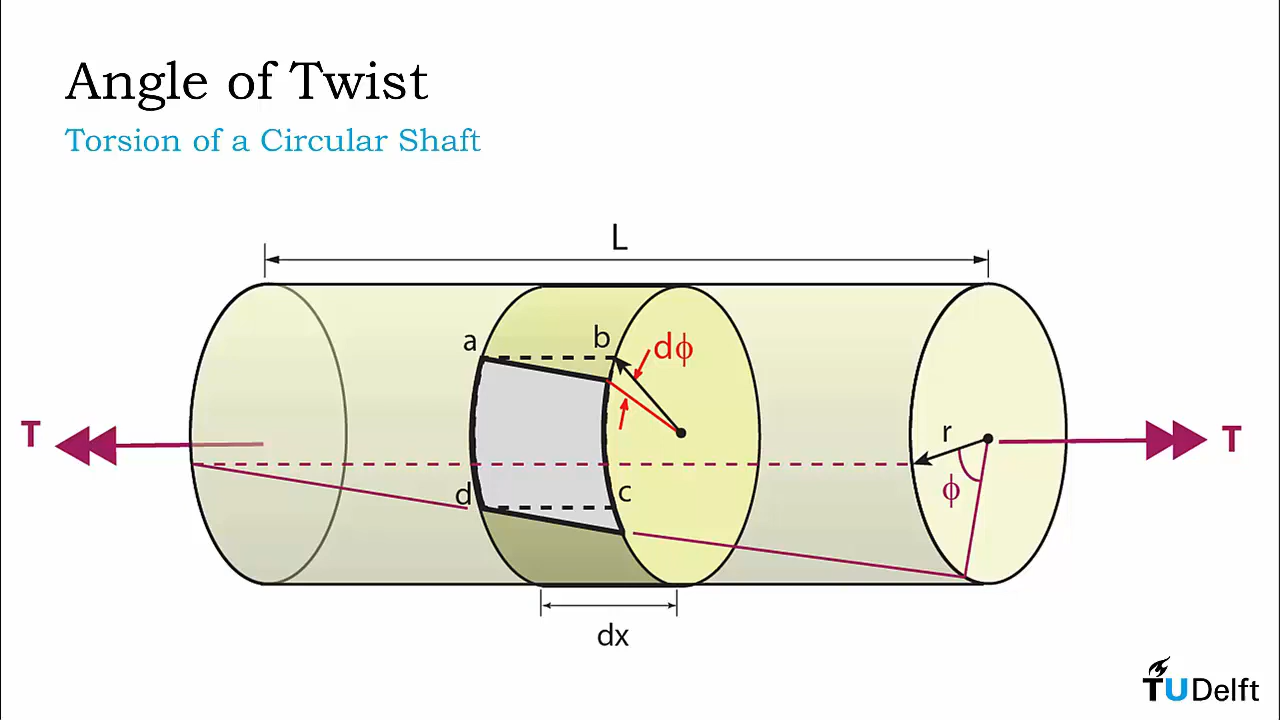 Angle of Twist
Torsion of a Circular Shaft
L
a
b
dϕ
T
r
T
d
c
ϕ
dx
TUDelft